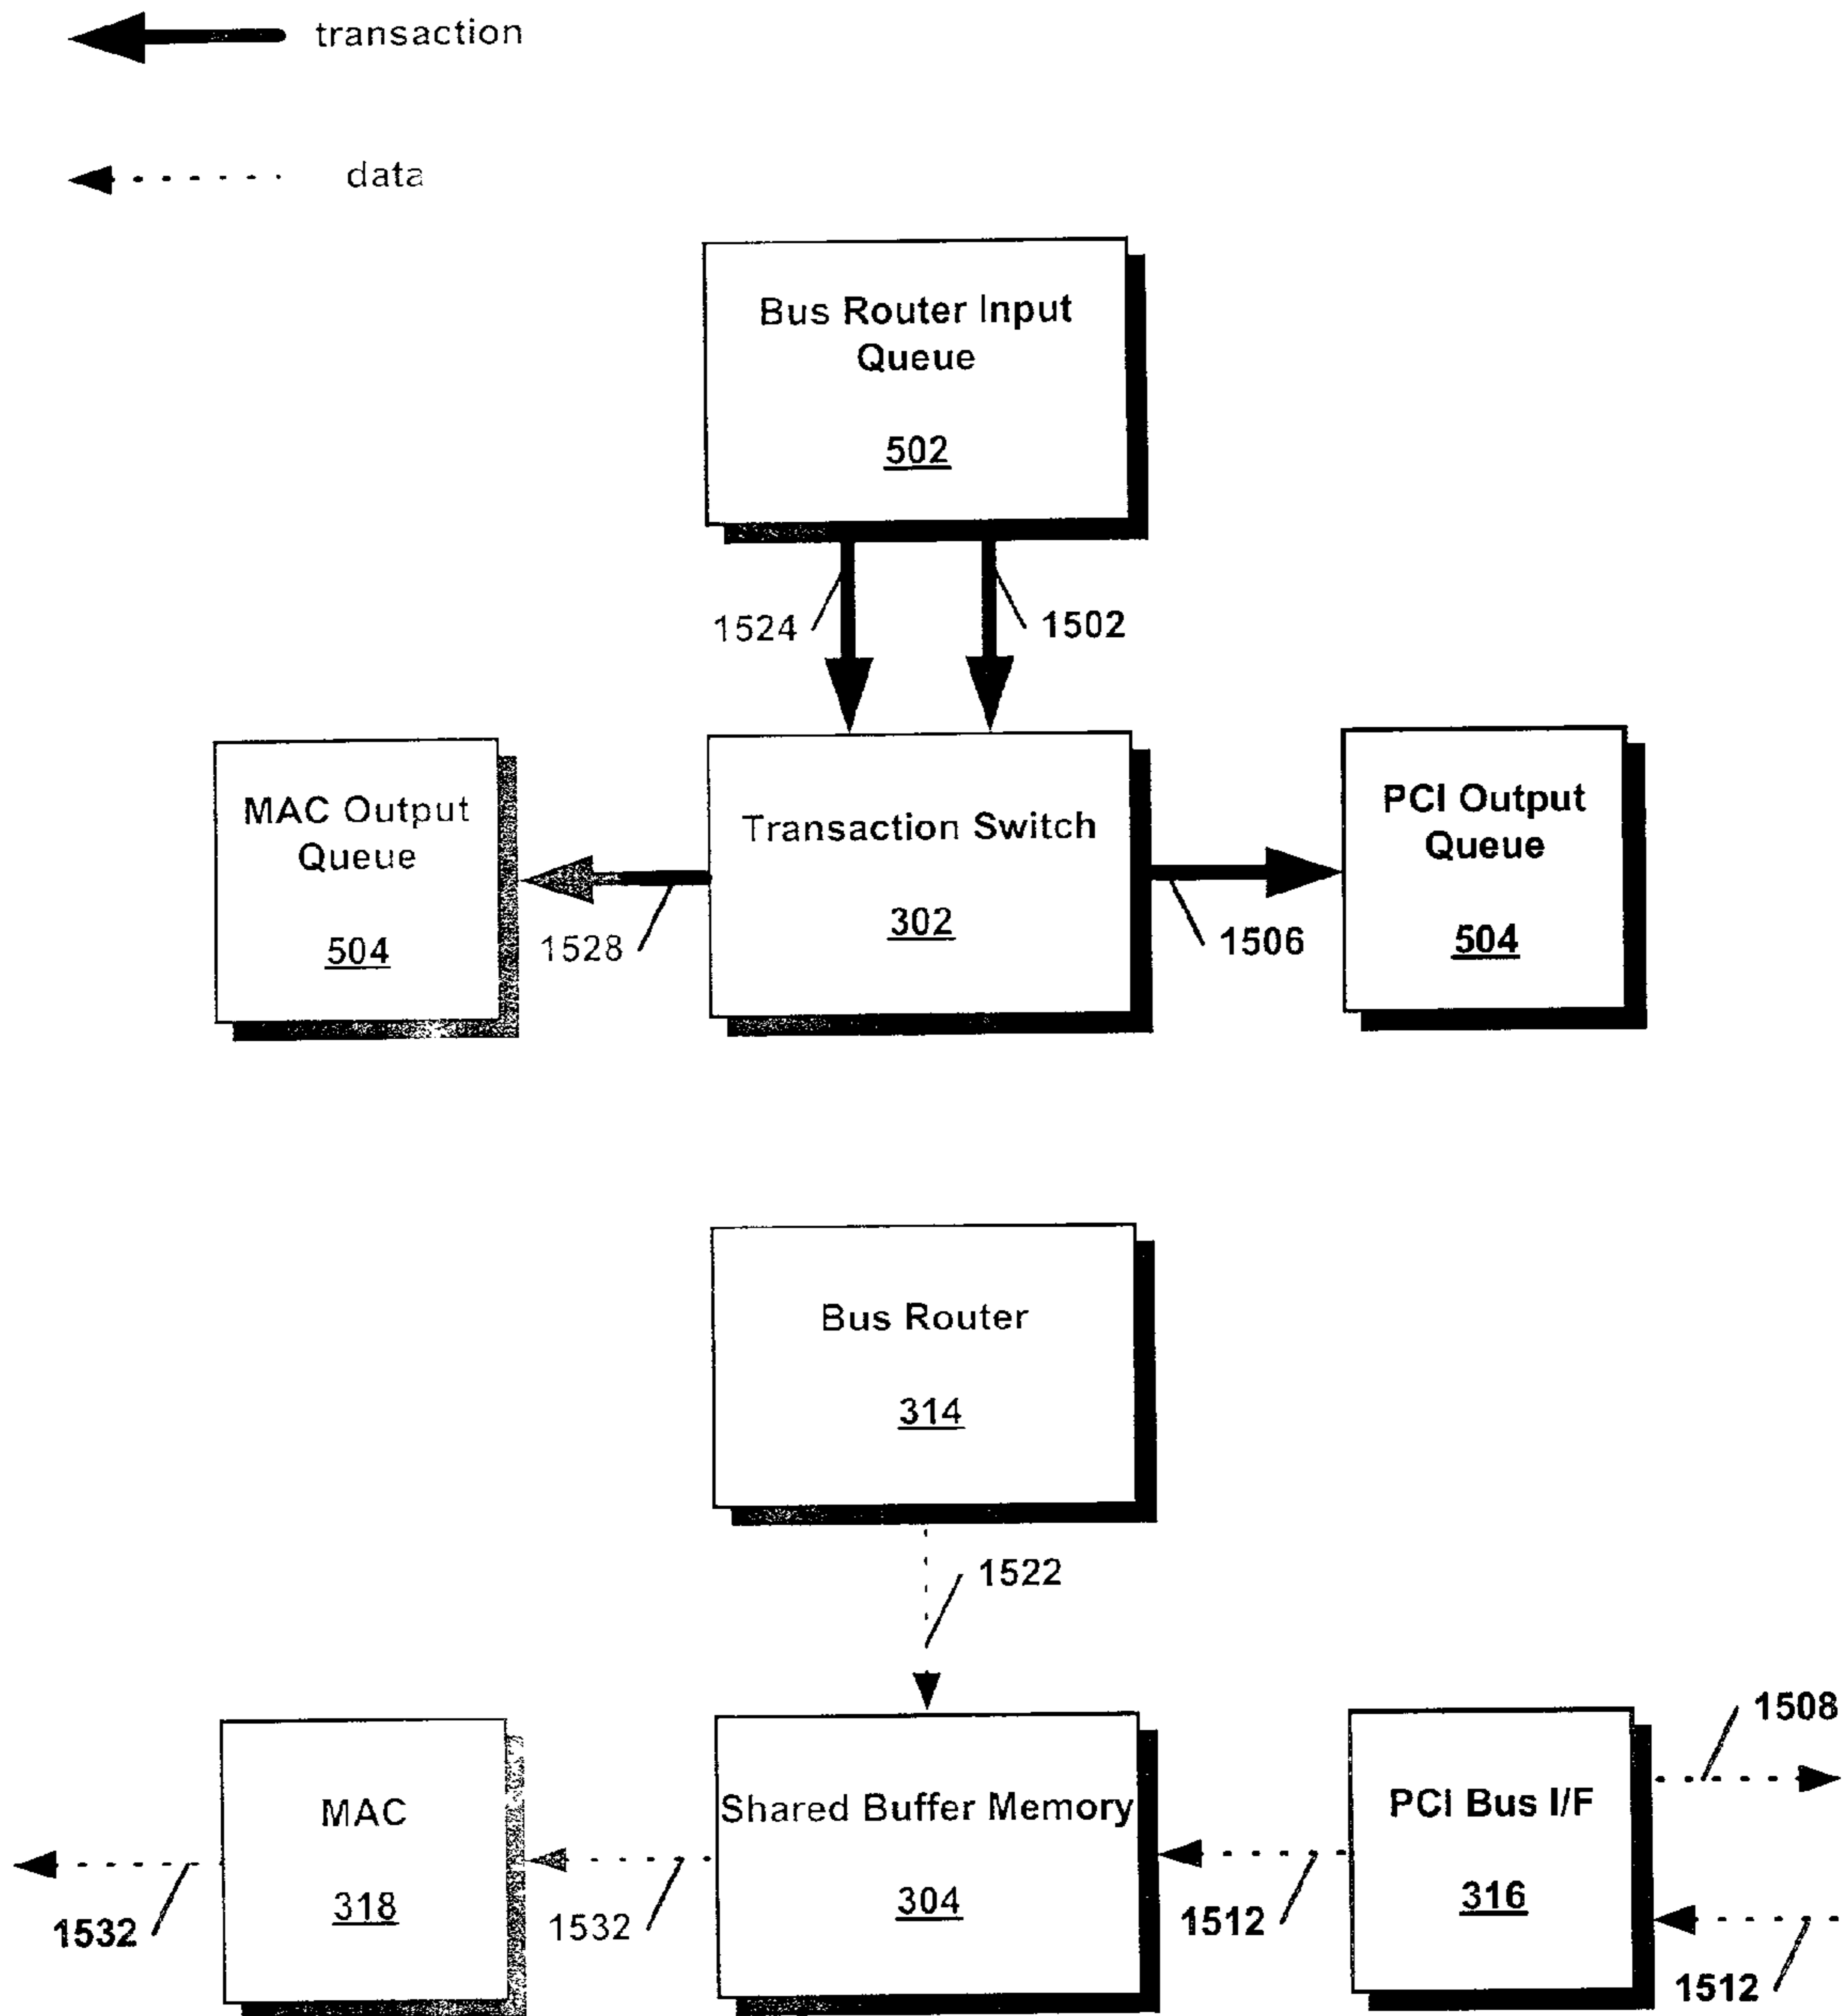 transaction
data
Bus Router Input
Queue
502
1524
1502
MAC Output
Queue
504
Transaction Switch
302
PCI Output
Queue
504
1528
1506
Bus Router
314
1522
1508
MAC
318
Shared Buffer Memory
304
PCI Bus I/F
316
1532
1532
1512
1512